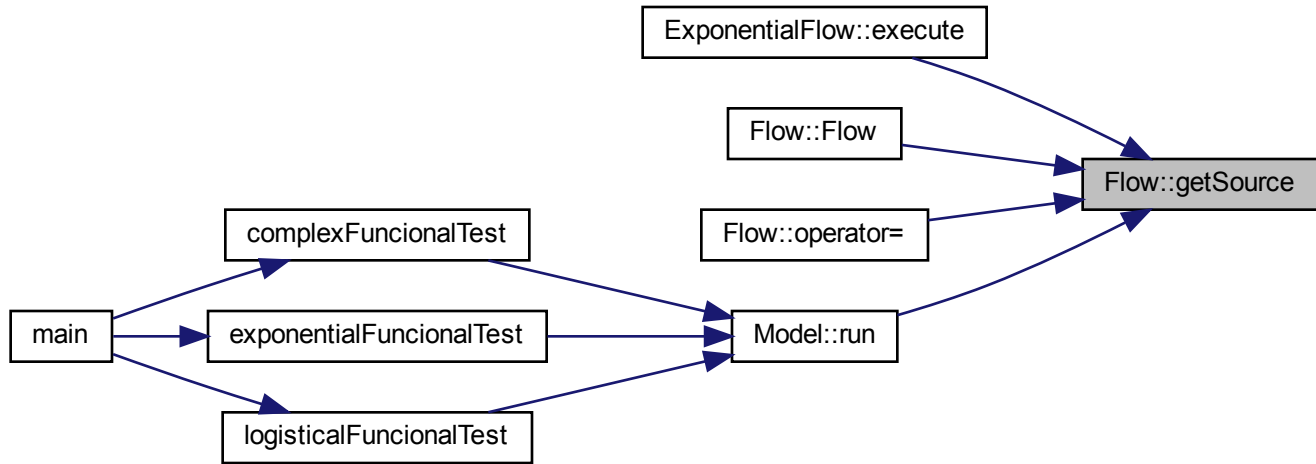 ExponentialFlow::execute
Flow::Flow
Flow::getSource
Flow::operator=
complexFuncionalTest
main
exponentialFuncionalTest
Model::run
logisticalFuncionalTest